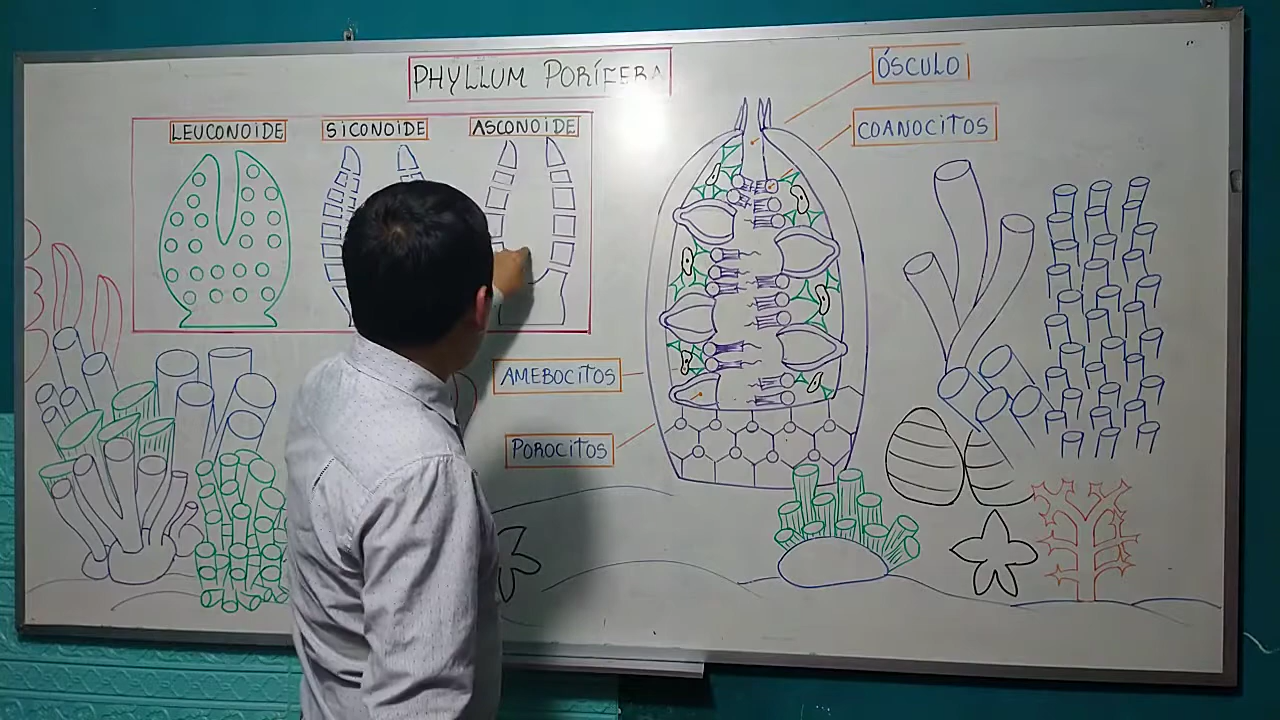 PHYLLUM PORÍFERA
LEUCONOIDE
SICONOIDE
ASCONOIDE
ÓSCULO
COANOCITOS
AMEBOCITOS
POROCITOS